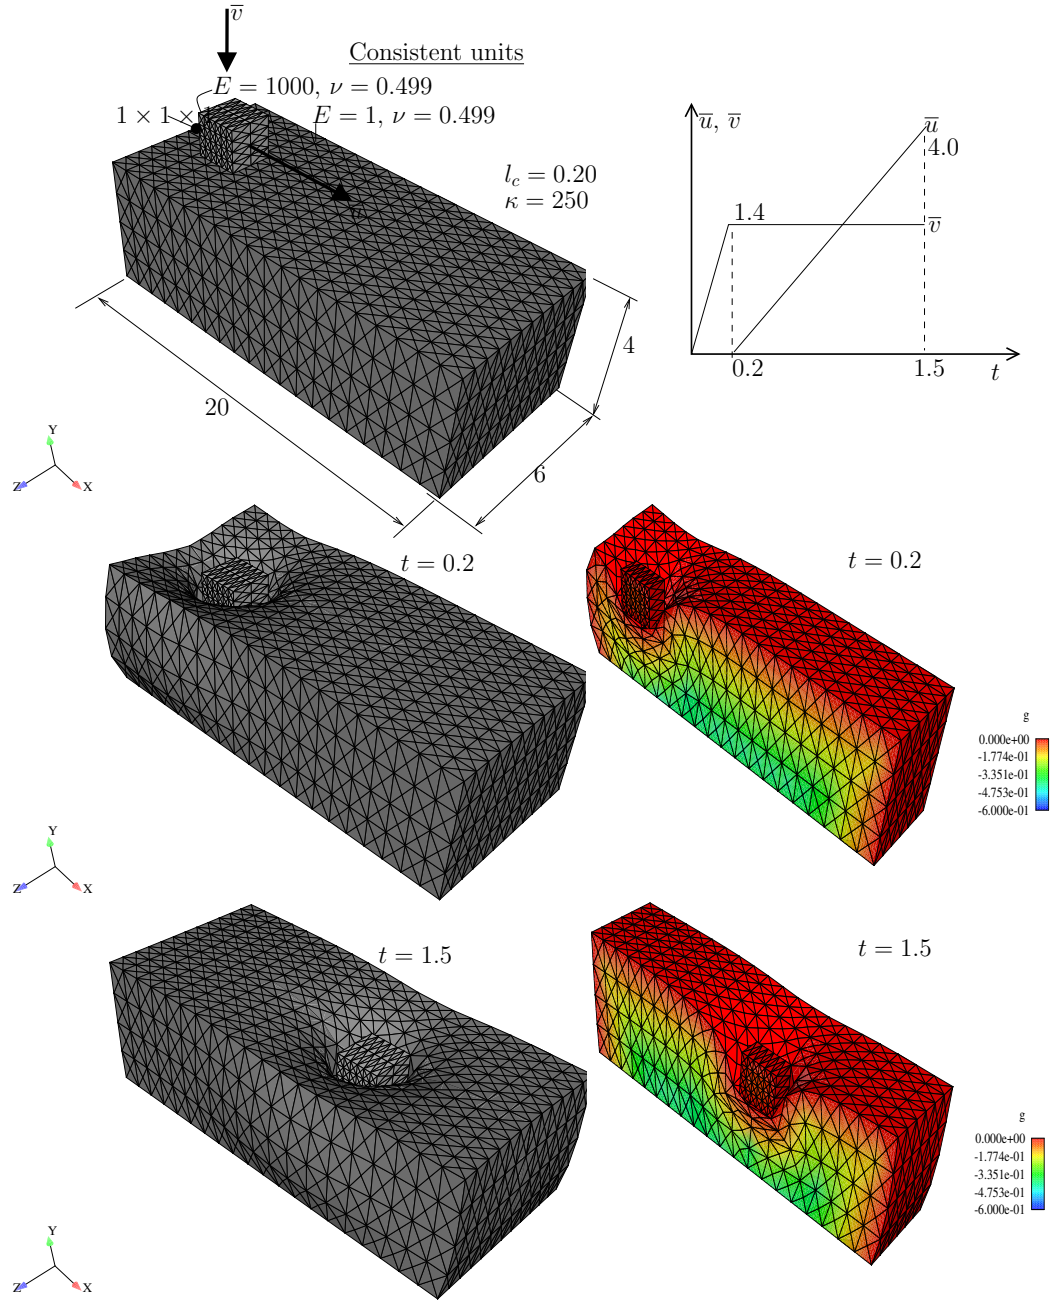 v̅
Consistent units
E = 1000, ν = 0.499
1 × 1 ×
E = 1, ν = 0.499
l_c = 0.20
κ = 250
4
20
6
Y
Z
X
u̅, v̅
u̅
4.0
1.4
v̅
0.2
1.5
t
t = 0.2
t = 0.2
g
0.000e+00
-1.774e-01
-3.351e-01
-4.753e-01
-6.000e-01
Y
Z
X
t = 1.5
t = 1.5
g
0.000e+00
-1.774e-01
-3.351e-01
-4.753e-01
-6.000e-01
Y
Z
X